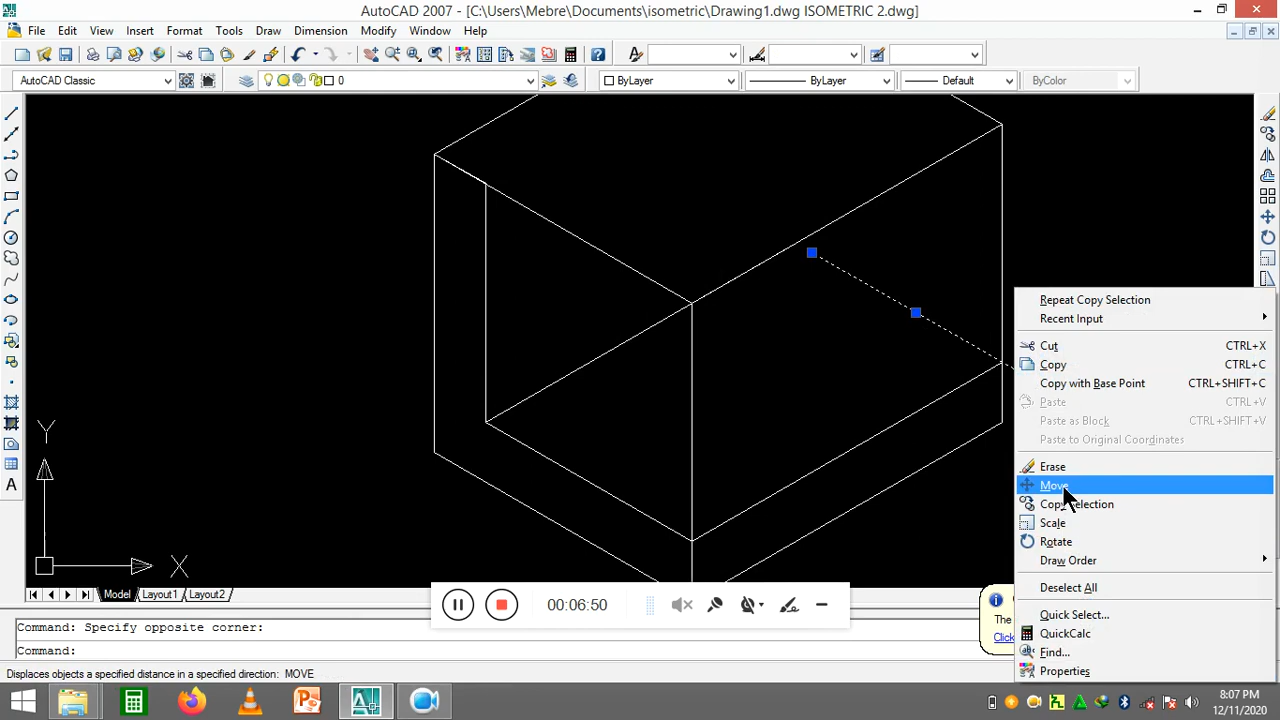 AutoCAD 2007 - [C:\Users\Mebre\Documents\isometric\Drawing1.dwg ISOMETRIC 2.dwg]
File Edit View Insert Format Tools Draw Dimension Modify Window Help
AutoCAD Classic 0 ByLayer ByLayer Default ByColor
Repeat Copy Selection
Recent Input
Cut CTRL+X
Copy CTRL+C
Copy with Base Point CTRL+SHIFT+C
Paste CTRL+V
Paste as Block CTRL+SHIFT+V
Paste to Original Coordinates
Erase
Move
Copy Selection
Scale
Rotate
Draw Order
Deselect All
Quick Select...
QuickCalc
Find...
Properties
A
Y
X
Model Layout1 Layout2
00:06:50
The
Click
Command: Specify opposite corner:
Command:
Displaces objects a specified distance in a specified direction: MOVE
8:07 PM
12/11/2020